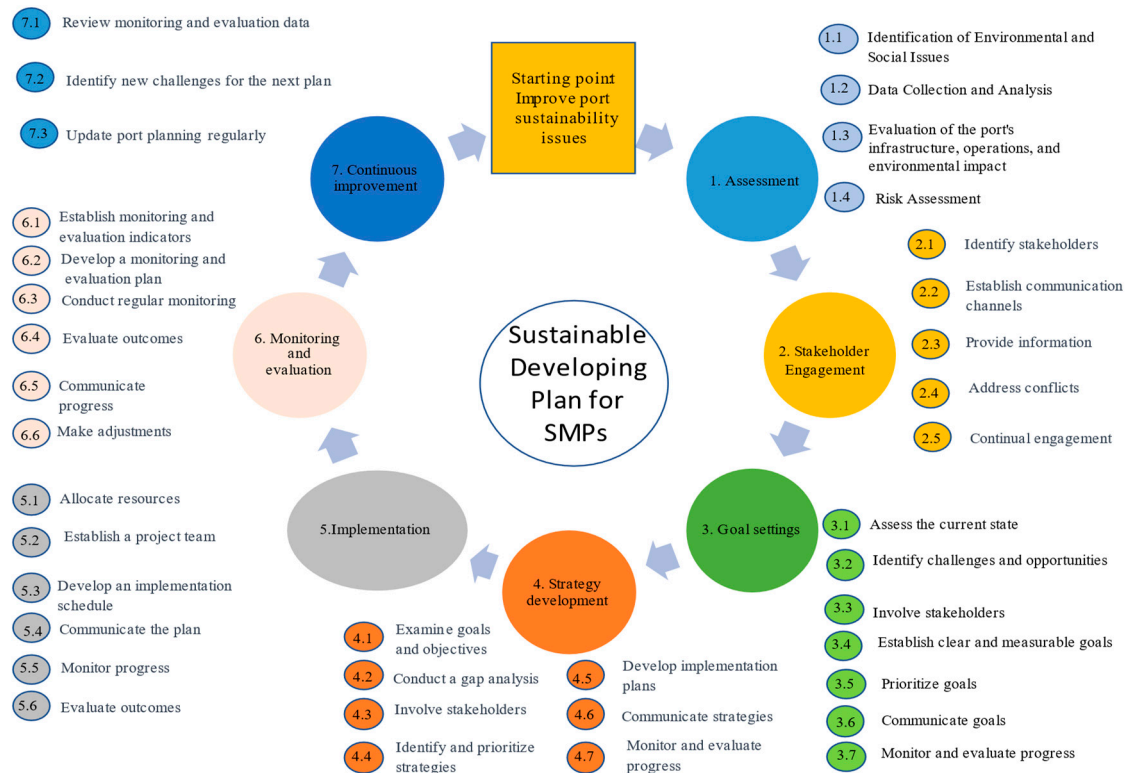 Starting point:
Improve port
sustainability
issues
1. Assessment
1.1 Identification of Environmental and
Social Issues
1.2 Data Collection and Analysis
1.3 Evaluation of the port's
infrastructure, operations, and
environmental impact
1.4 Risk Assessment
2. Stakeholder
Engagement
2.1 Identify stakeholders
2.2 Establish communication
channels
2.3 Provide information
2.4 Address conflicts
2.5 Continual engagement
3. Goal settings
3.1 Assess the current state
3.2 Identify challenges and opportunities
3.3 Involve stakeholders
3.4 Establish clear and measurable goals
3.5 Prioritize goals
3.6 Communicate goals
3.7 Monitor and evaluate progress
4. Strategy
development
4.1 Examine goals
and objectives
4.2 Conduct a gap analysis
4.3 Involve stakeholders
4.4 Identify and prioritize
strategies
4.5 Develop implementation
plans
4.6 Communicate strategies
4.7 Monitor and evaluate
progress
5.Implementation
5.1 Allocate resources
5.2 Establish a project team
5.3 Develop an implementation
schedule
5.4 Communicate the plan
5.5 Monitor progress
5.6 Evaluate outcomes
6. Monitoring
and
evaluation
6.1 Establish monitoring and
evaluation indicators
6.2 Develop a monitoring and
evaluation plan
6.3 Conduct regular monitoring
6.4 Evaluate outcomes
6.5 Communicate
progress
6.6 Make adjustments
7. Continuous
improvement
7.1 Review monitoring and evaluation data
7.2 Identify new challenges for the next plan
7.3 Update port planning regularly
Sustainable
Developing
Plan for
SMPs